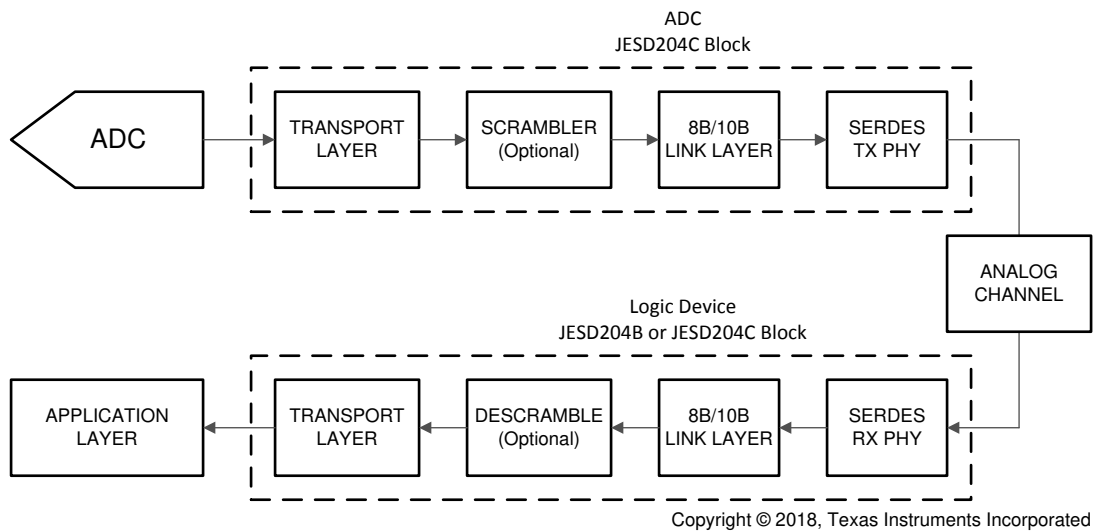 ADC
JESD204C Block
ADC
TRANSPORT
LAYER
SCRAMBLER
(Optional)
8B/10B
LINK LAYER
SERDES
TX PHY
ANALOG
CHANNEL
Logic Device
JESD204B or JESD204C Block
APPLICATION
LAYER
TRANSPORT
LAYER
DESCRAMBLE
(Optional)
8B/10B
LINK LAYER
SERDES
RX PHY
Copyright © 2018, Texas Instruments Incorporated